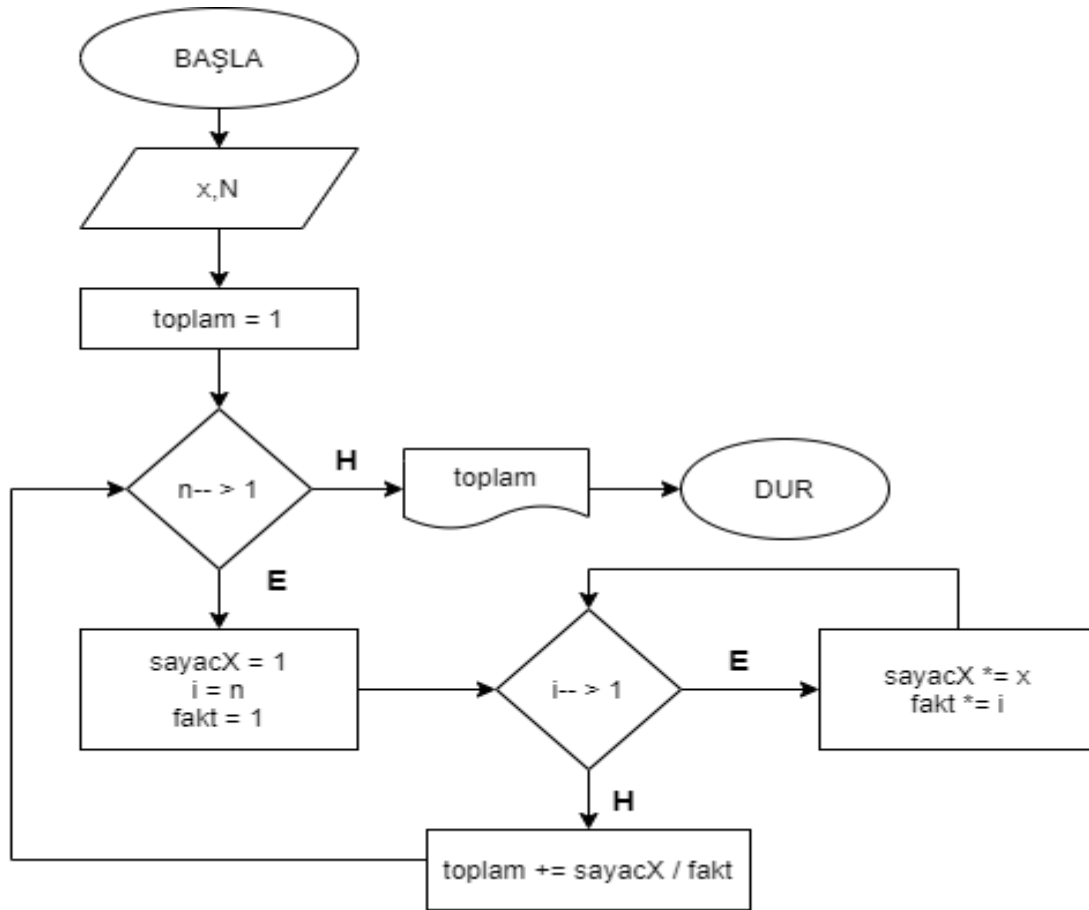 BAŞLA
x,N
toplam = 1
n-- > 1
H
toplam
DUR
E
sayacX = 1
i = n
fakt = 1
i-- > 1
E
sayacX *= x
fakt *= i
H
toplam += sayacX / fakt